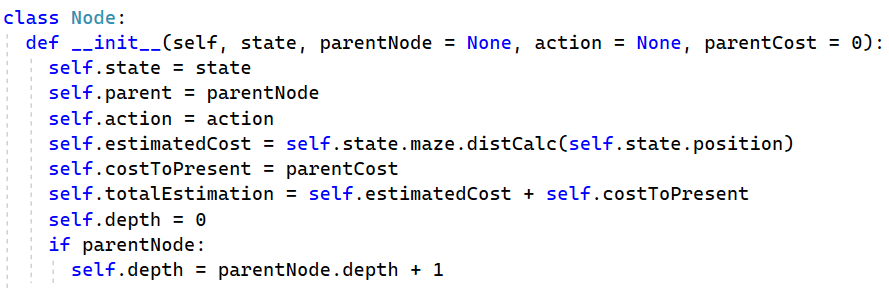 class Node:
  def __init__(self, state, parentNode = None, action = None, parentCost = 0):
    self.state = state
    self.parent = parentNode
    self.action = action
    self.estimatedCost = self.state.maze.distCalc(self.state.position)
    self.costToPresent = parentCost
    self.totalEstimation = self.estimatedCost + self.costToPresent
    self.depth = 0
    if parentNode:
      self.depth = parentNode.depth + 1